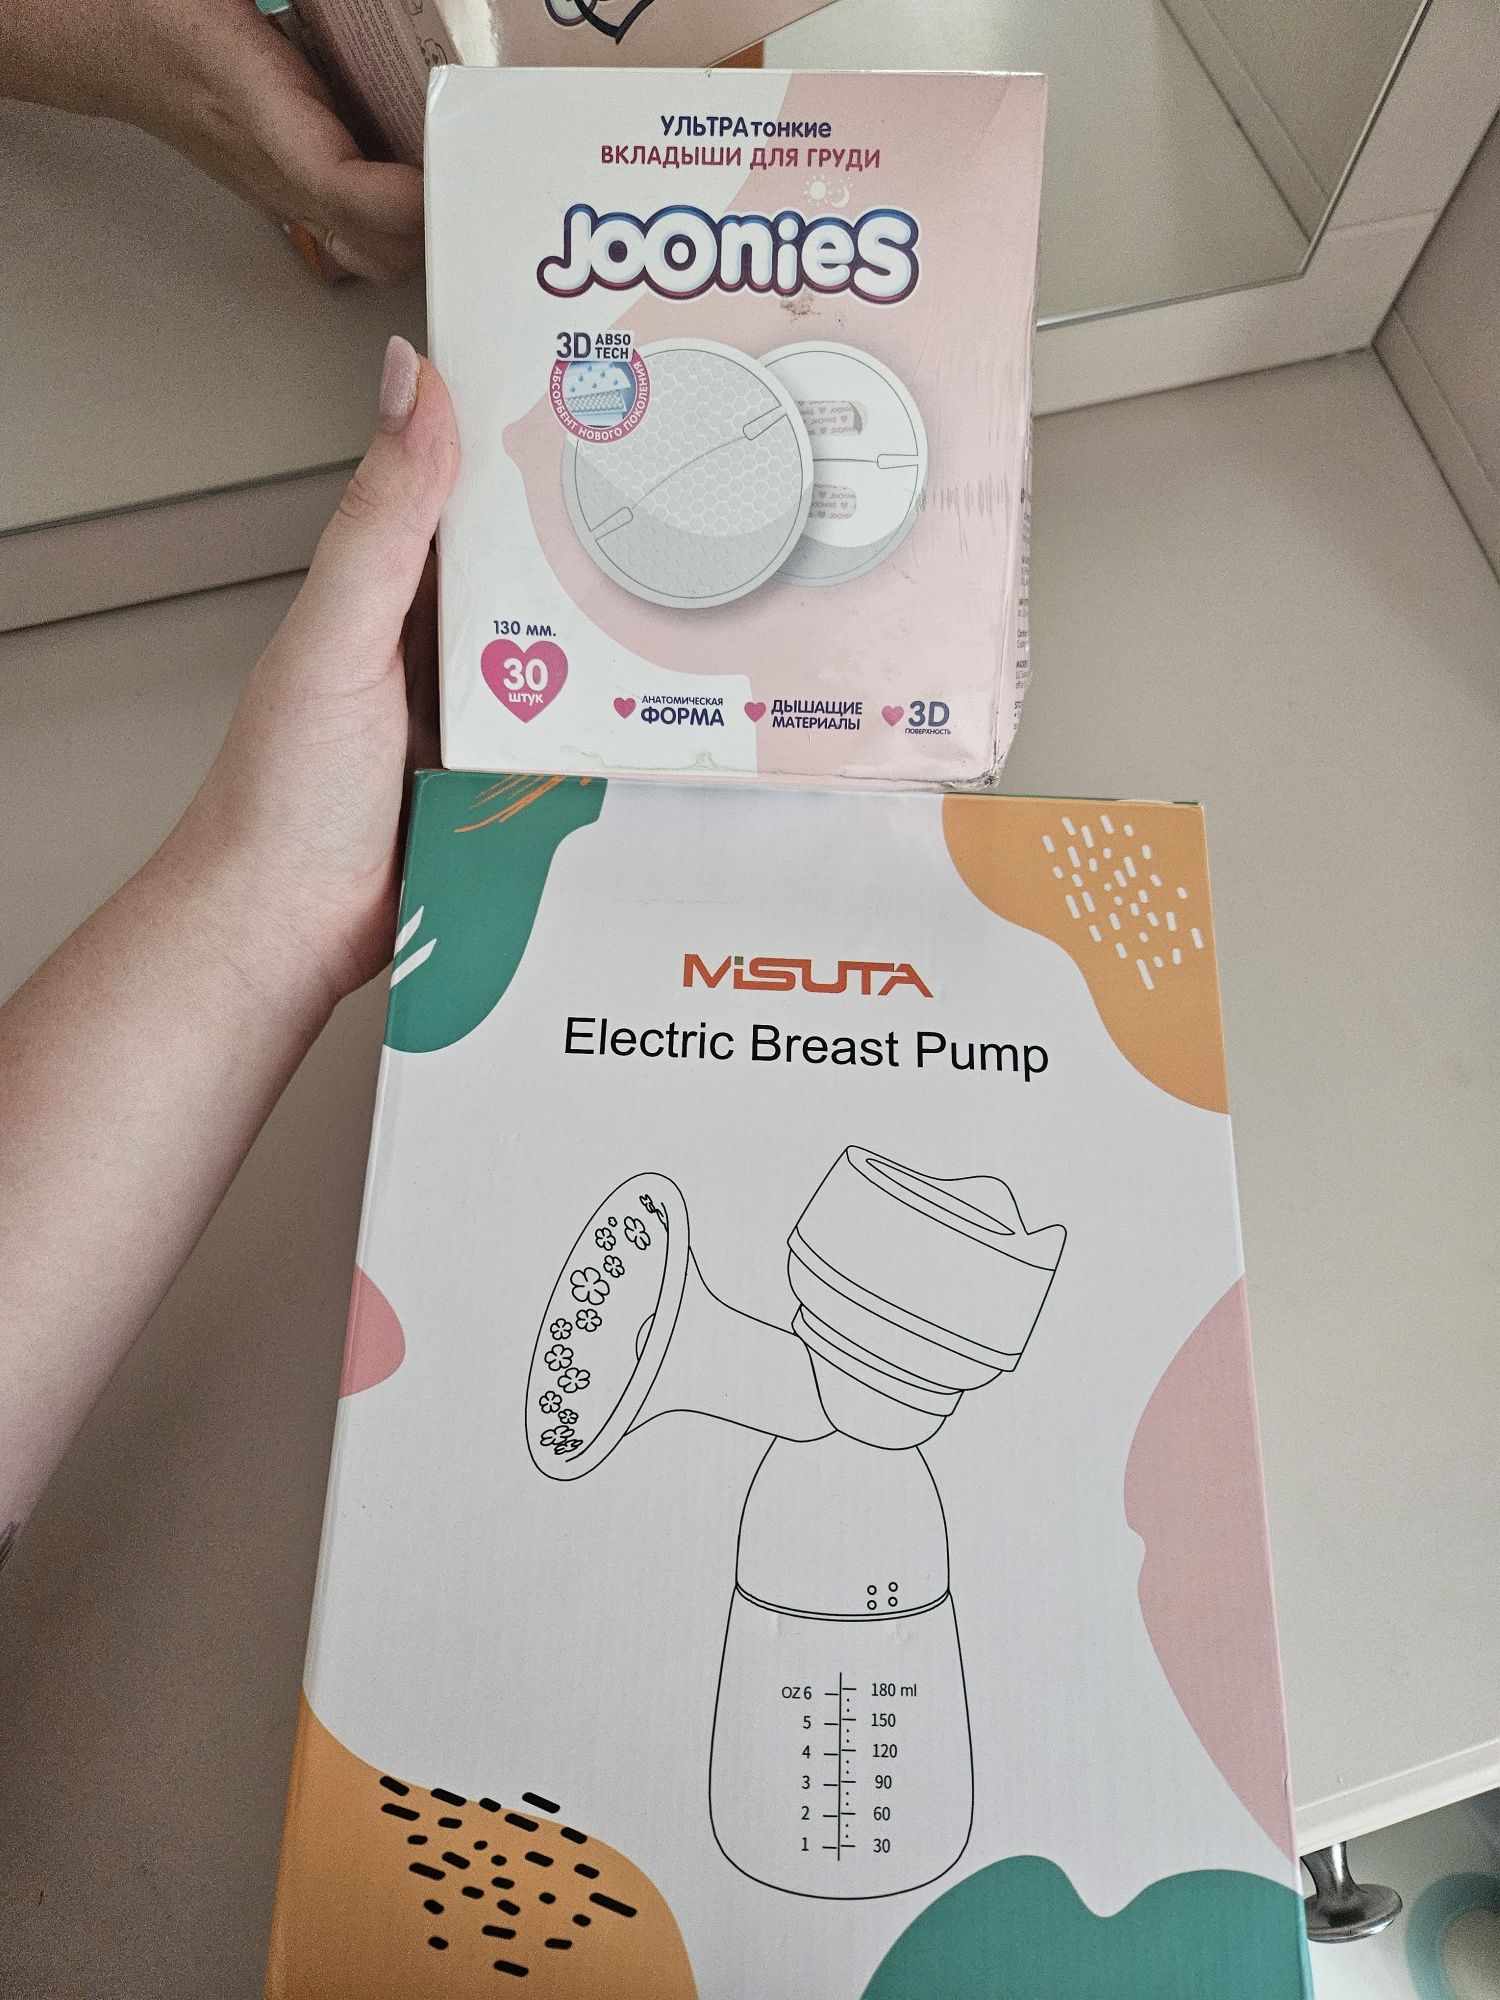 УЛЬТРАтонкие
ВКЛАДЫШИ ДЛЯ ГРУДИ
JoOnieS
3D ABSO
TECH
АБСОРБЕНТ НОВОГО ПОКОЛЕНИЯ
130 мм.
30
штук
АНАТОМИЧЕСКАЯ
ФОРМА
ДЫШАЩИЕ
МАТЕРИАЛЫ
3D
ПОВЕРХНОСТЬ
MiSUTA
Electric Breast Pump
OZ 6 180 ml
5 150
4 120
3 90
2 60
1 30